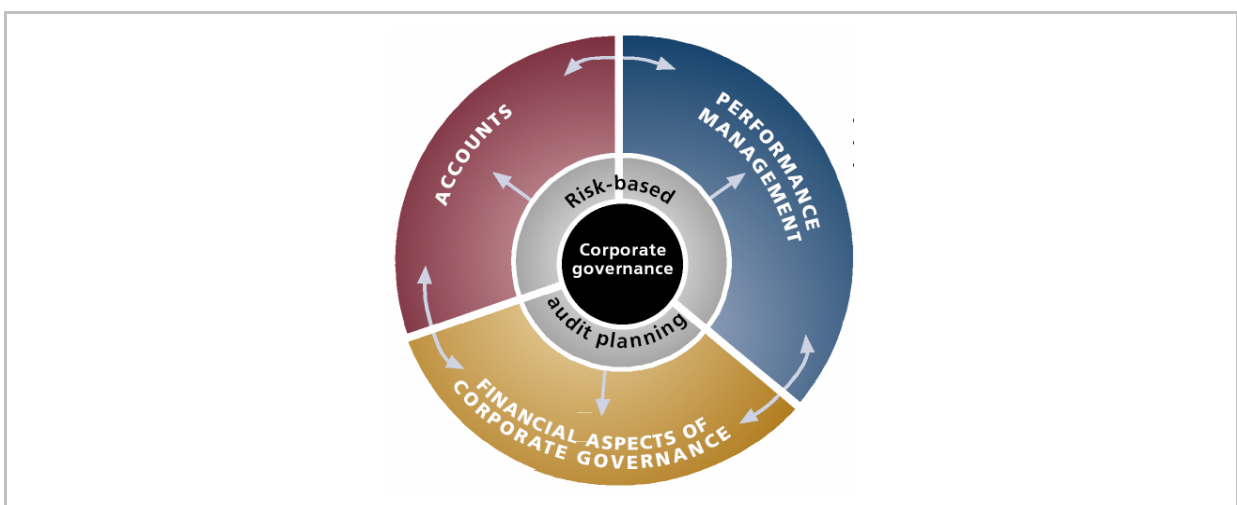 ACCOUNTS
PERFORMANCE
MANAGEMENT
Risk-based
Corporate
governance
audit planning
FINANCIAL ASPECTS OF
CORPORATE GOVERNANCE